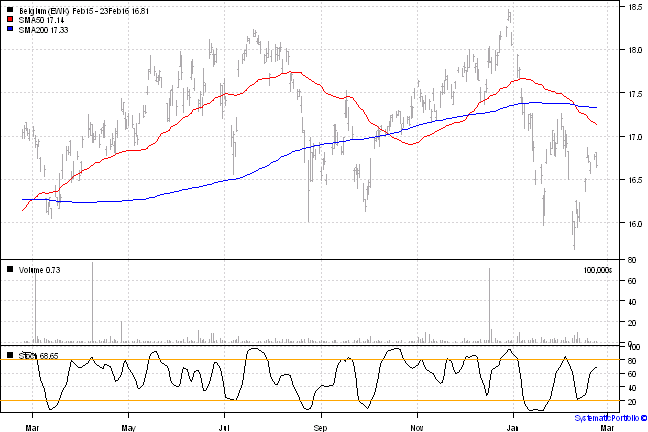 Belgium (EWK) Feb15 - 23Feb16 16.81
SMA50 17.14
SMA200 17.33
18.5
18.0
17.5
17.0
16.5
16.0
Volume 0.73
100,000s
80
60
40
20
0
StoM 68.65
100
80
60
40
20
Mar May Jul Sep Nov Jan Mar
SystematicPortfolio ©